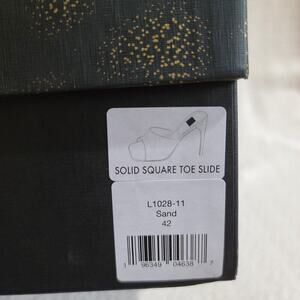 SOLID SQUARE TOE SLIDE
L1028-11
Sand
42
1 96349 04638 7